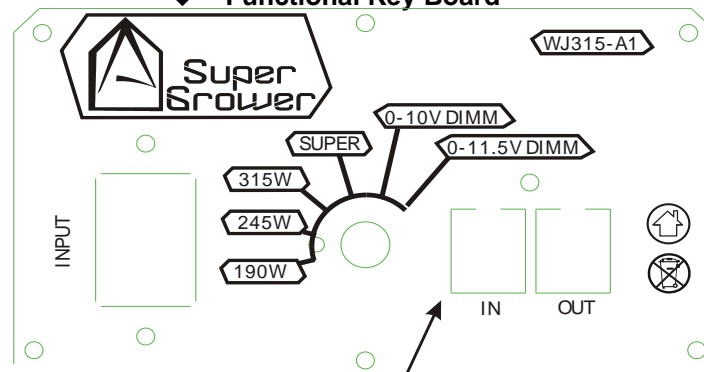 Functional Key Board
WJ315-A1
Super
Grower
0-10V DIMM
SUPER
0-11.5V DIMM
315W
245W
190W
INPUT
IN
OUT